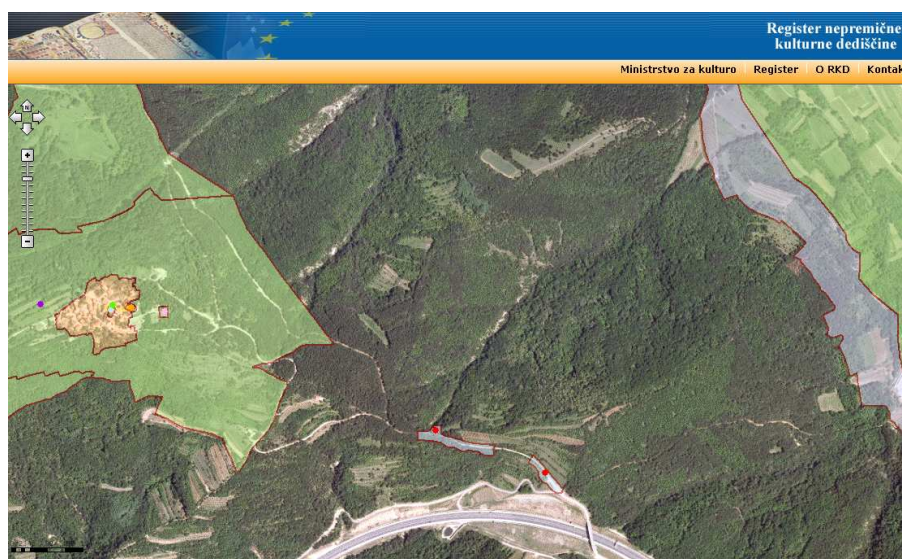 Register nepremične
kulturne dediščine
Ministrstvo za kulturo Register O RKD Kontak